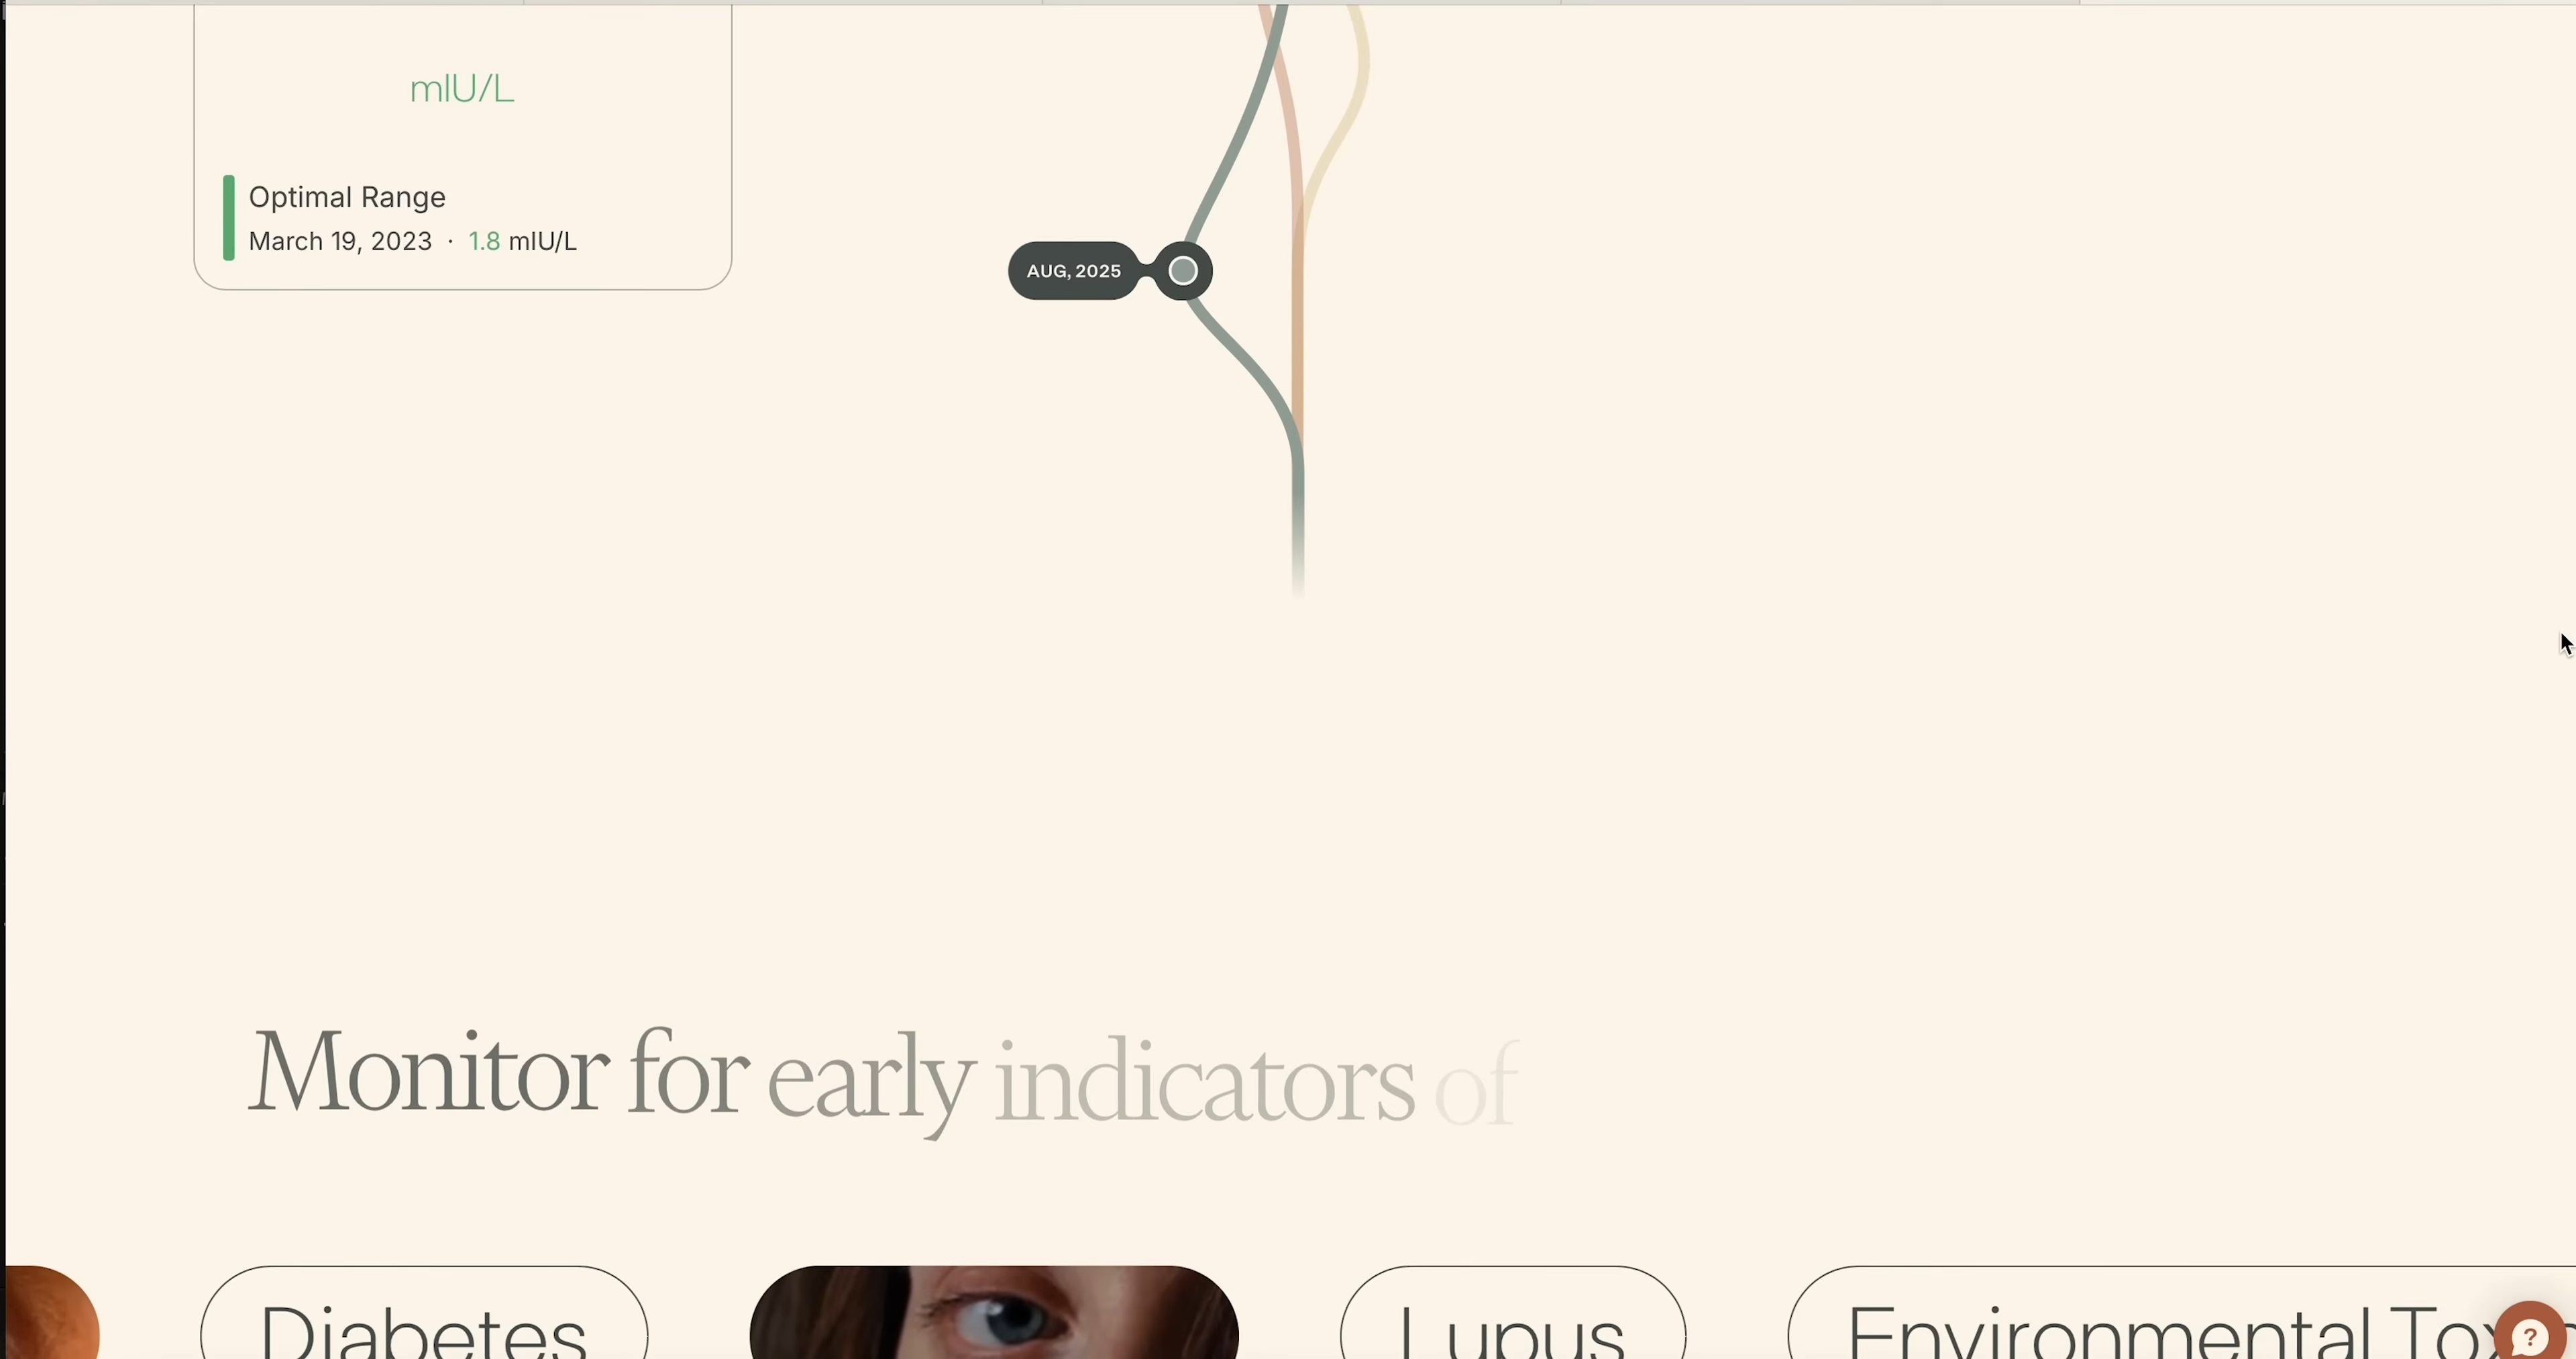 mIU/L
Optimal Range
March 19, 2023 · 1.8 mIU/L
AUG, 2025
Monitor for early indicators of
Diabetes
Lupus
Environmental
?